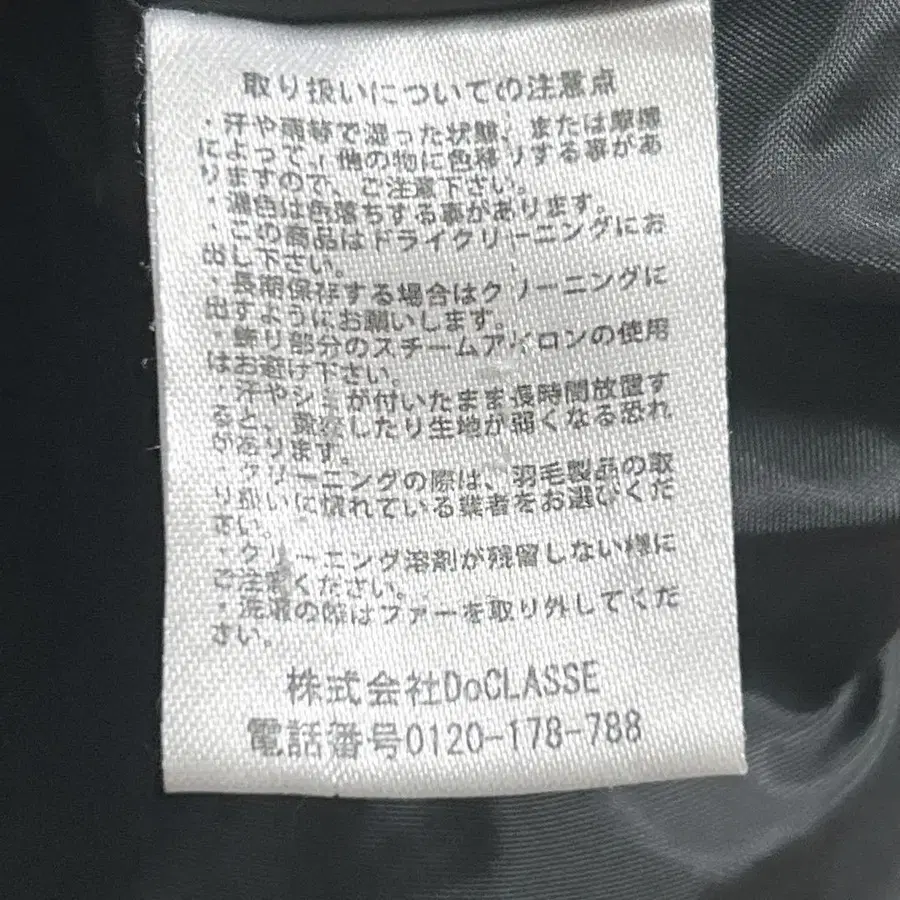 取り扱いについての注意点
・汗や雨等で湿った状態、または摩擦
によって、他の物に色移りする事があ
りますので、ご注意下さい。
・濃色は色落ちする事があります。
・この商品はドライクリーニングにお
出し下さい。
・長期保存する場合はクリーニングに
出すようにお願いします。
・飾り部分のスチームアイロンの使用
はお避け下さい。
・汗やシミが付いたまま長時間放置す
ると、黄変したり生地が弱くなる恐れ
があります。
・クリーニングの際は、羽毛製品の取
り扱いに慣れている業者をお選びくだ
さい。
・クリーニング溶剤が残留しない様に
ご注意ください。
・洗濯の際はファーを取り外してくだ
さい。
株式会社DoCLASSE
電話番号0120-178-788